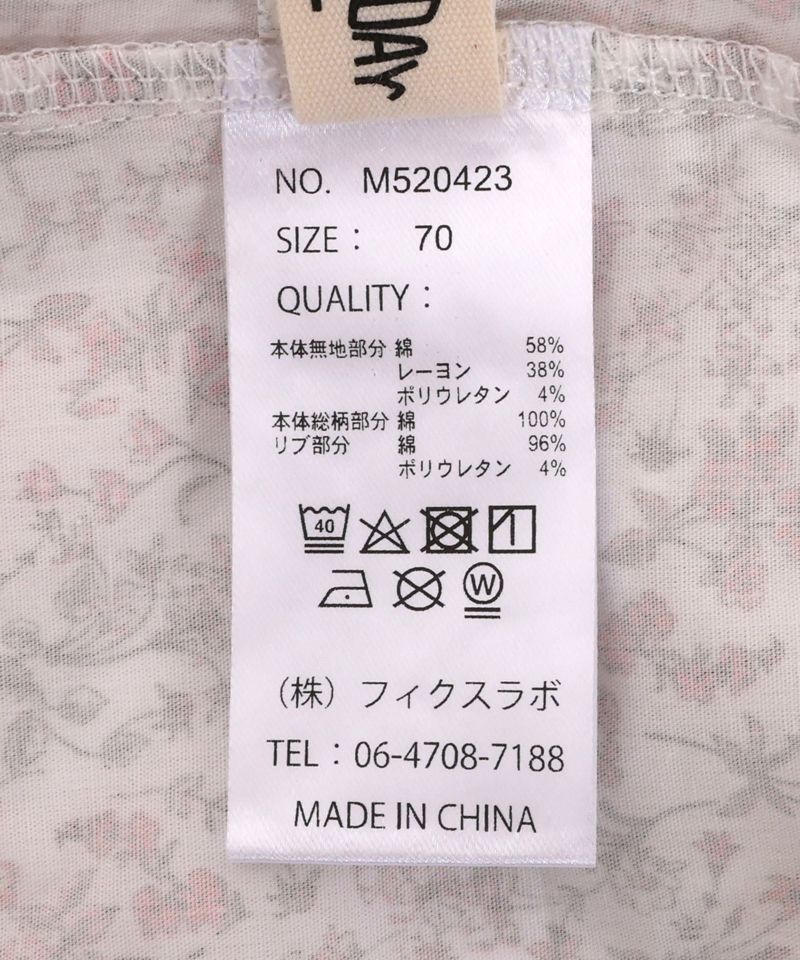 DAY
NO. M520423
SIZE： 70
QUALITY：
本体無地部分 綿 58%
レーヨン 38%
ポリウレタン 4%
本体総柄部分 綿 100%
リブ部分 綿 96%
ポリウレタン 4%
40
W
（株）フィクスラボ
TEL：06-4708-7188
MADE IN CHINA